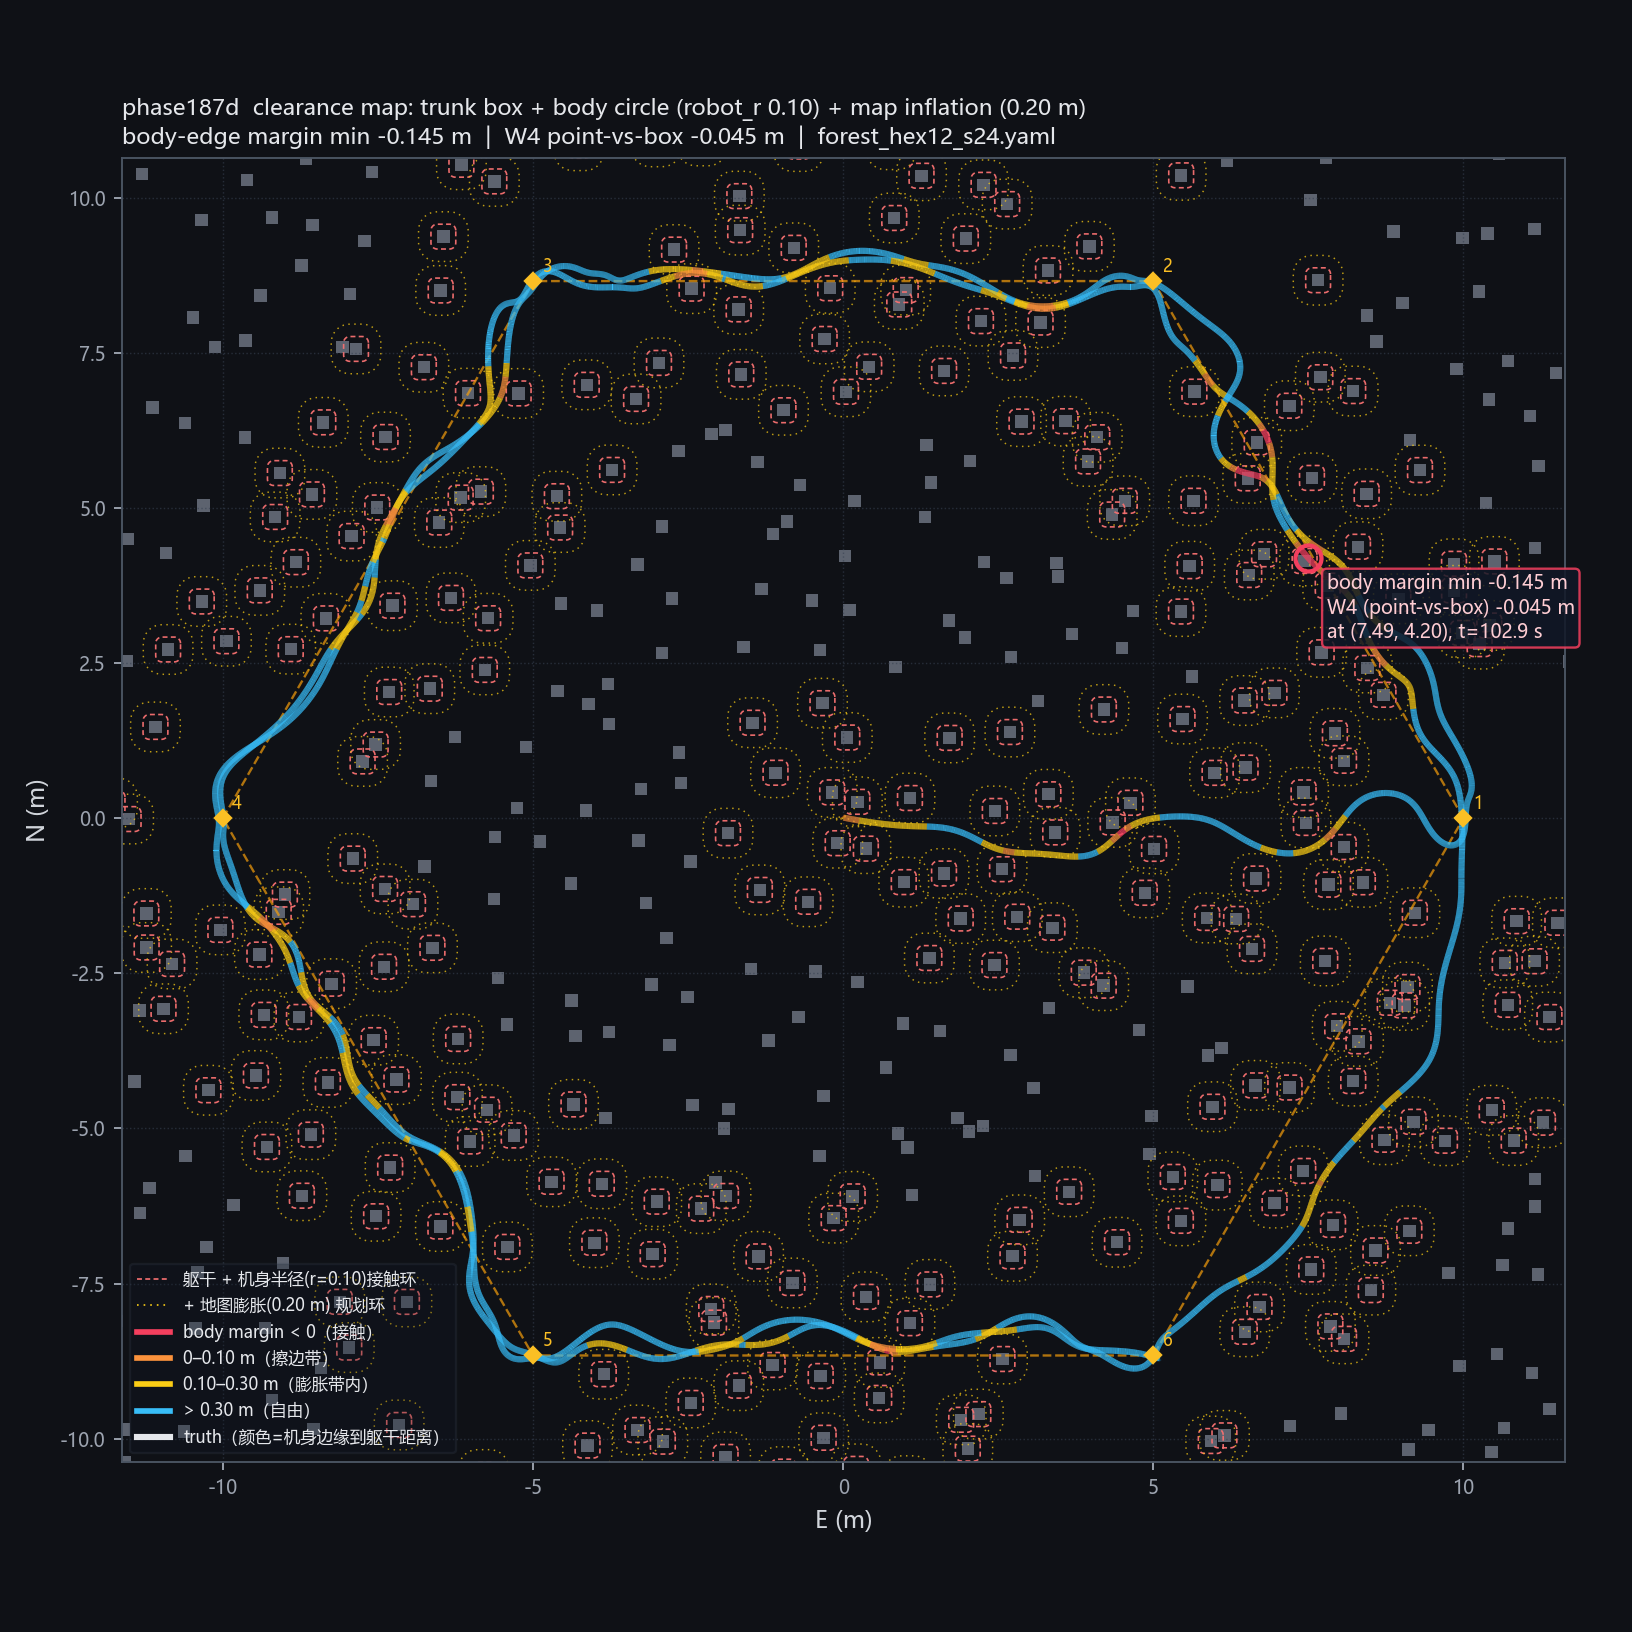 phase187d  clearance map: trunk box + body circle (robot_r 0.10) + map inflation (0.20 m)
body-edge margin min -0.145 m | W4 point-vs-box -0.045 m | forest_hex12_s24.yaml
10.0
7.5
5.0
2.5
0.0
-2.5
-5.0
-7.5
-10.0
N (m)
3
2
4
1
5
6
body margin min -0.145 m
W4 (point-vs-box) -0.045 m
at (7.49, 4.20), t=102.9 s
躯干 + 机身半径(r=0.10)接触环
+ 地图膨胀(0.20 m) 规划环
body margin < 0（接触）
0–0.10 m（擦边带）
0.10–0.30 m（膨胀带内）
> 0.30 m（自由）
truth（颜色=机身边缘到躯干距离）
-10
-5
0
5
10
E (m)